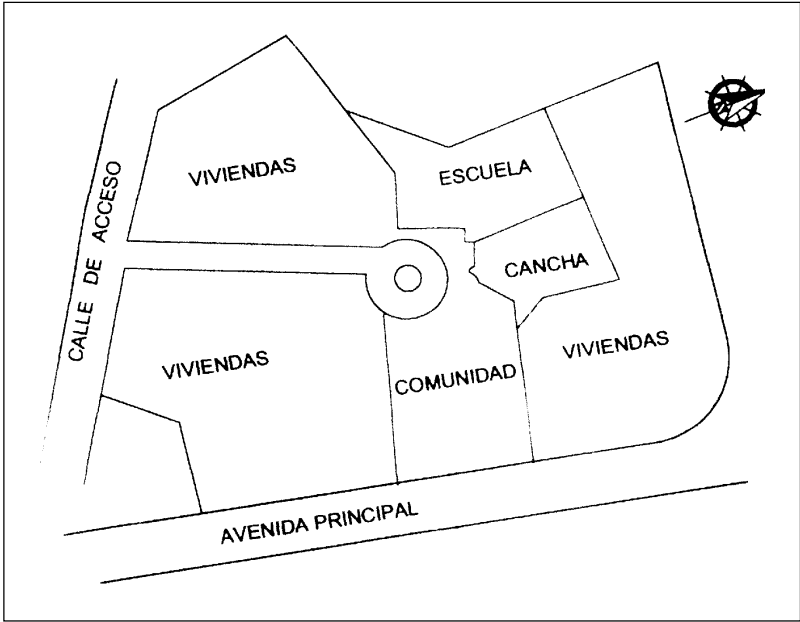 VIVIENDAS
ESCUELA
CALLE DE ACCESO
CANCHA
VIVIENDAS
VIVIENDAS
COMUNIDAD
AVENIDA PRINCIPAL